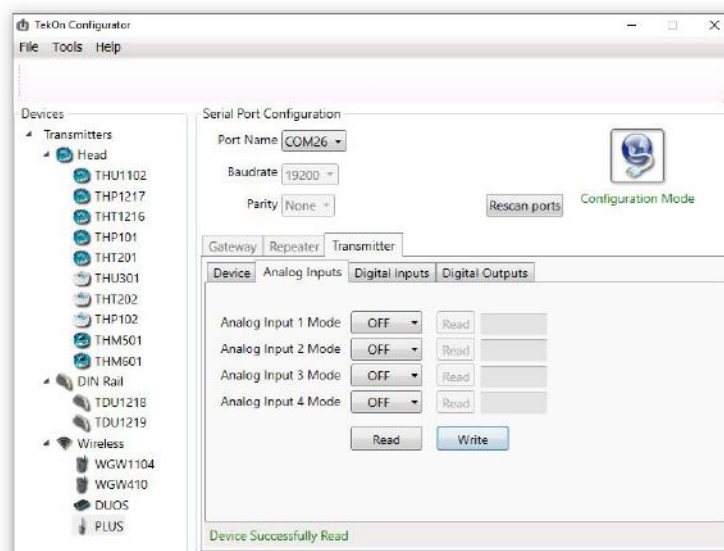 TekOn Configurator
File Tools Help
Devices
Transmitters
Head
THU1102
THP1217
THT1216
THP101
THT201
THU301
THT202
THP102
THM501
THM601
DIN Rail
TDU1218
TDU1219
Wireless
WGW1104
WGW410
DUOS
PLUS
Serial Port Configuration
Port Name COM26
Baudrate 19200
Parity None
Rescan ports
Configuration Mode
Gateway Repeater Transmitter
Device Analog Inputs Digital Inputs Digital Outputs
Analog Input 1 Mode OFF Read
Analog Input 2 Mode OFF Read
Analog Input 3 Mode OFF Read
Analog Input 4 Mode OFF Read
Read Write
Device Successfully Read